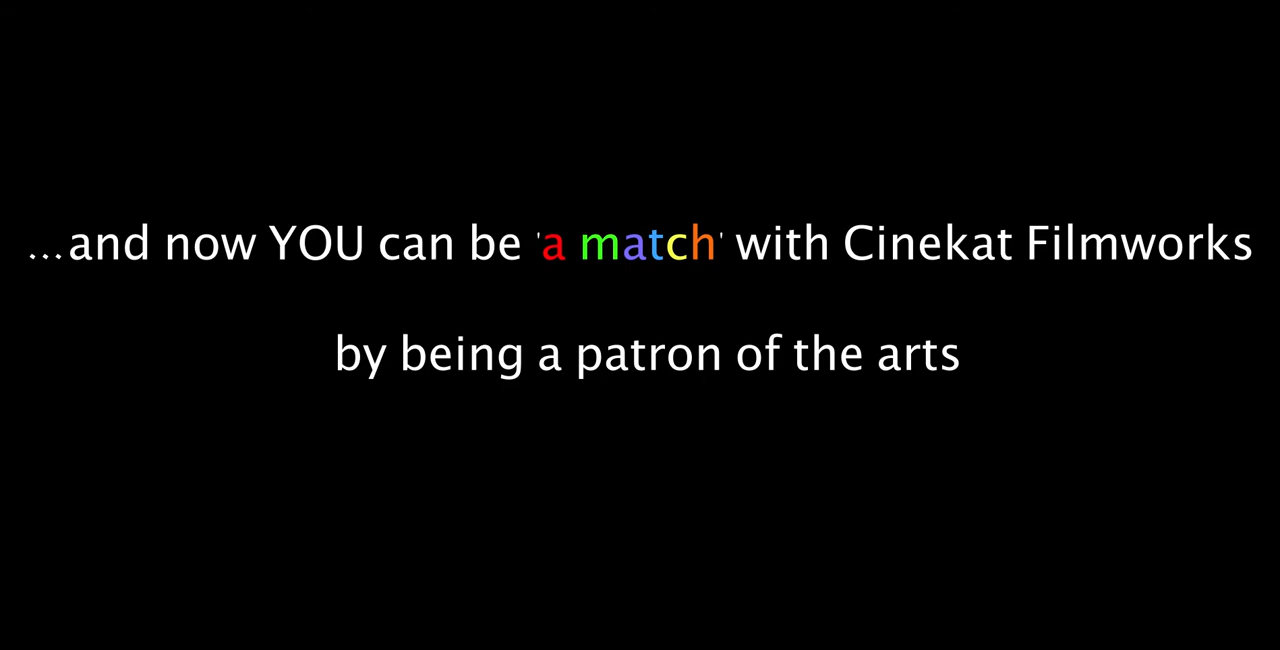 ...and now YOU can be 'a match' with Cinekat Filmworks
by being a patron of the arts